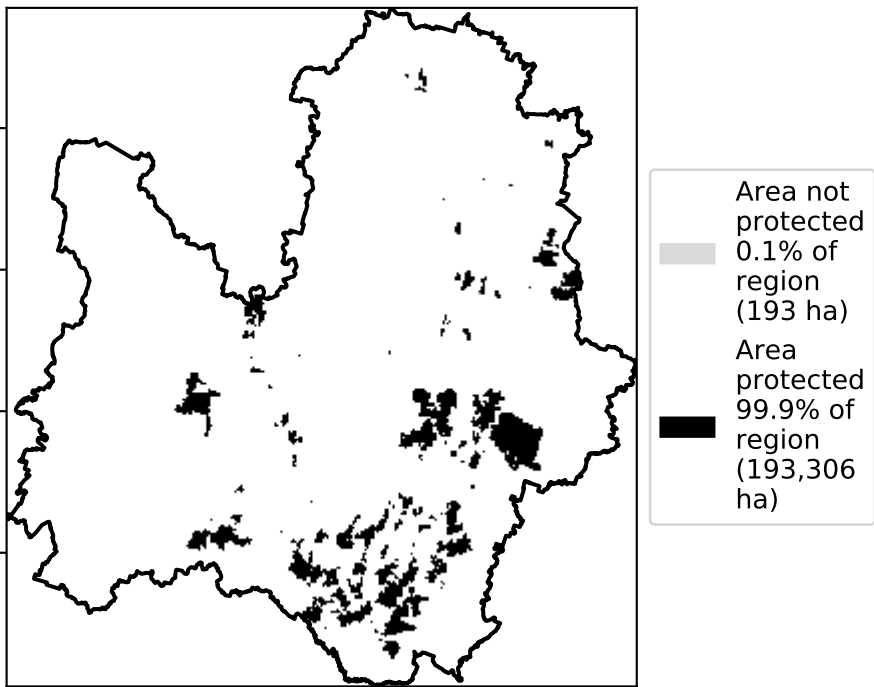 Area not
protected
0.1% of
region
(193 ha)
Area
protected
99.9% of
region
(193,306
ha)